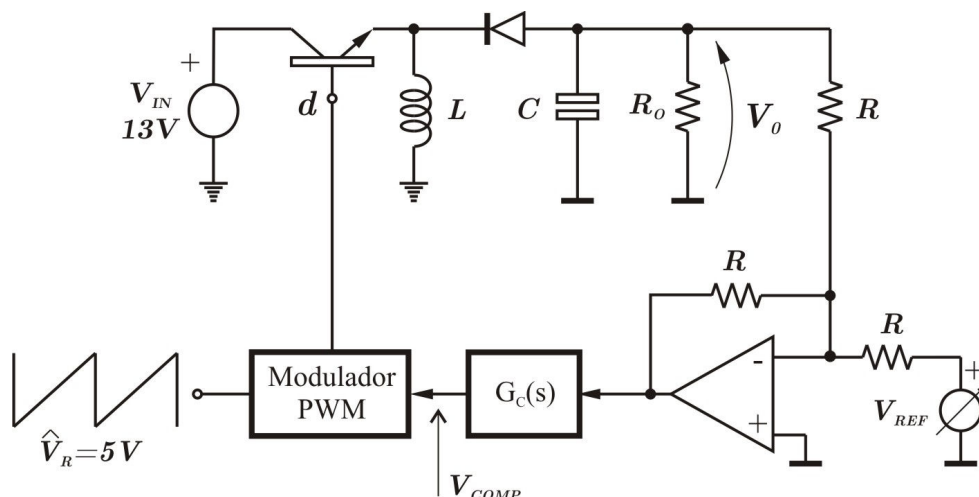 +
V_IN
13V
d
L
C
R_o
V_0
R
R
R
-
+
+
V_REF
Modulador
PWM
G_C(s)
V̂_R=5V
V_COMP